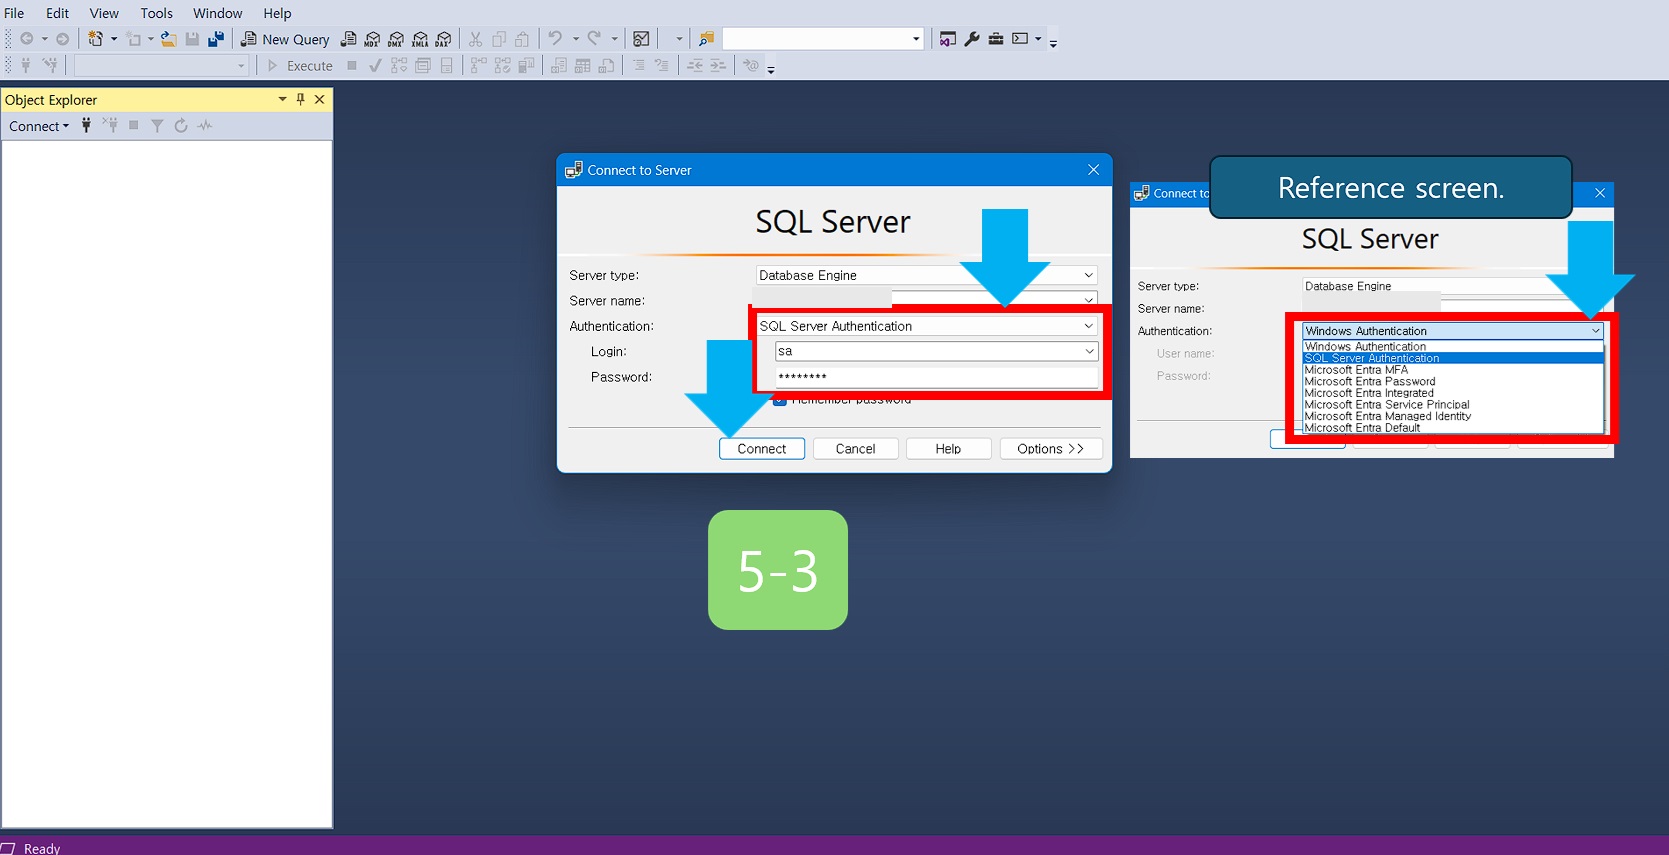 File Edit View Tools Window Help
New Query MDX DMX XMLA DAX
Execute
Object Explorer
Connect
Connect to Server
SQL Server
Server type: Database Engine
Server name:
Authentication: SQL Server Authentication
Login: sa
Password: ********
Remember password
Connect Cancel Help Options >>
Reference screen.
Connect to
SQL Server
Server type: Database Engine
Server name:
Authentication: Windows Authentication
User name:
Password:
Windows Authentication
SQL Server Authentication
Microsoft Entra MFA
Microsoft Entra Password
Microsoft Entra Integrated
Microsoft Entra Service Principal
Microsoft Entra Managed Identity
Microsoft Entra Default
5-3
Ready